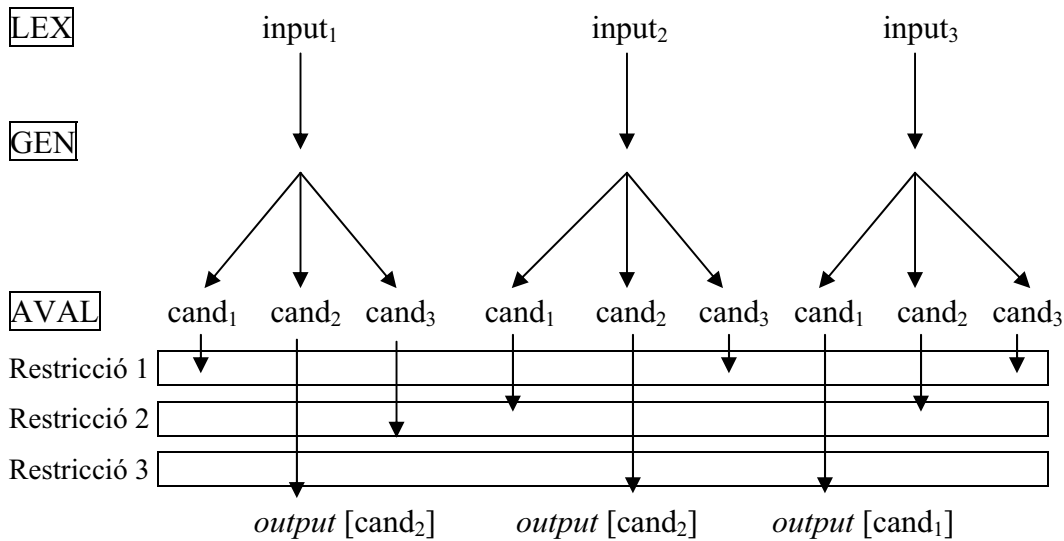 LEX input₁ input₂ input₃
GEN
AVAL cand₁ cand₂ cand₃ cand₁ cand₂ cand₃ cand₁ cand₂ cand₃
Restricció 1
Restricció 2
Restricció 3
output [cand₂] output [cand₂] output [cand₁]